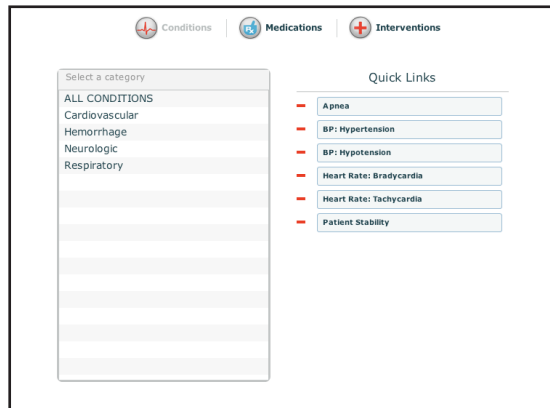 Conditions Medications Interventions
Select a category
ALL CONDITIONS
Cardiovascular
Hemorrhage
Neurologic
Respiratory
Quick Links
Apnea
BP: Hypertension
BP: Hypotension
Heart Rate: Bradycardia
Heart Rate: Tachycardia
Patient Stability